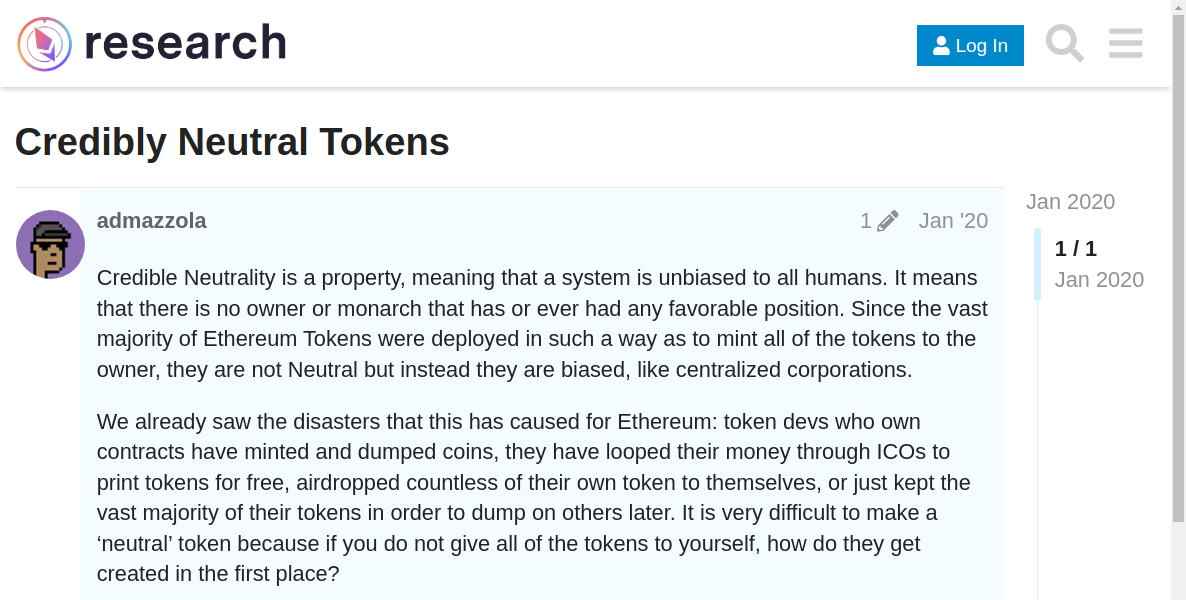 research
Log In
Credibly Neutral Tokens
admazzola
1
Jan '20
Jan 2020
1 / 1
Jan 2020
Credible Neutrality is a property, meaning that a system is unbiased to all humans. It means
that there is no owner or monarch that has or ever had any favorable position. Since the vast
majority of Ethereum Tokens were deployed in such a way as to mint all of the tokens to the
owner, they are not Neutral but instead they are biased, like centralized corporations.
We already saw the disasters that this has caused for Ethereum: token devs who own
contracts have minted and dumped coins, they have looped their money through ICOs to
print tokens for free, airdropped countless of their own token to themselves, or just kept the
vast majority of their tokens in order to dump on others later. It is very difficult to make a
‘neutral’ token because if you do not give all of the tokens to yourself, how do they get
created in the first place?